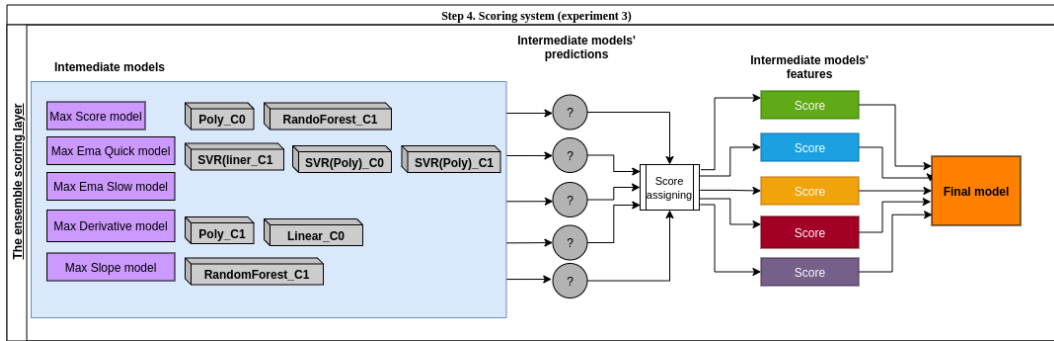 Step 4. Scoring system (experiment 3)
The ensemble scoring layer
Intemediate models
Max Score model
Poly_C0
RandoForest_C1
Max Ema Quick model
SVR(liner_C1
SVR(Poly)_C0
SVR(Poly)_C1
Max Ema Slow model
Max Derivative model
Poly_C1
Linear_C0
Max Slope model
RandomForest_C1
Intermediate models'
predictions
?
?
?
?
?
Score
assigning
Intermediate models'
features
Score
Score
Score
Score
Score
Final model